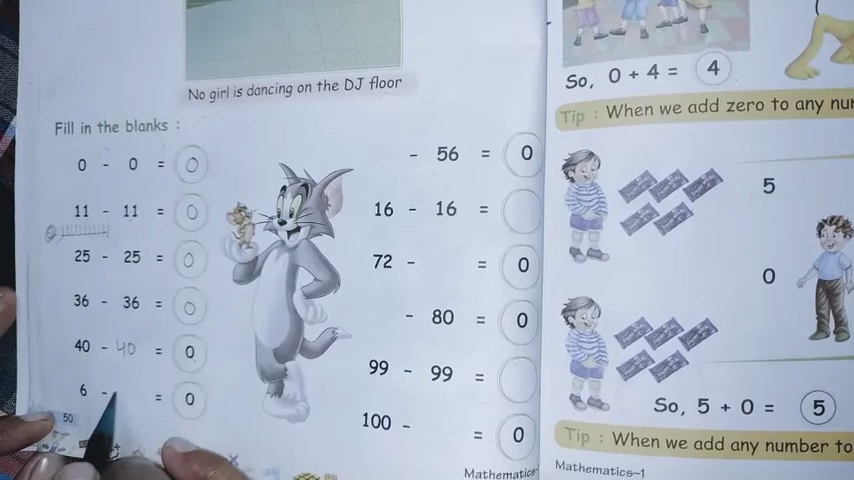 No girl is dancing on the DJ floor
Fill in the blanks :
0 - 0 = 0
11 - 11 = 0
25 - 25 = 0
36 - 36 = 0
40 - 40 = 0
6 - = 0
50
- 56 = 0
16 - 16 =
72 - = 0
- 80 = 0
99 - 99 =
100 - = 0
Mathematics-
So, 0 + 4 = 4
Tip : When we add zero to any
5
0
So, 5 + 0 = 5
Tip : When we add any number to
Mathematics-1